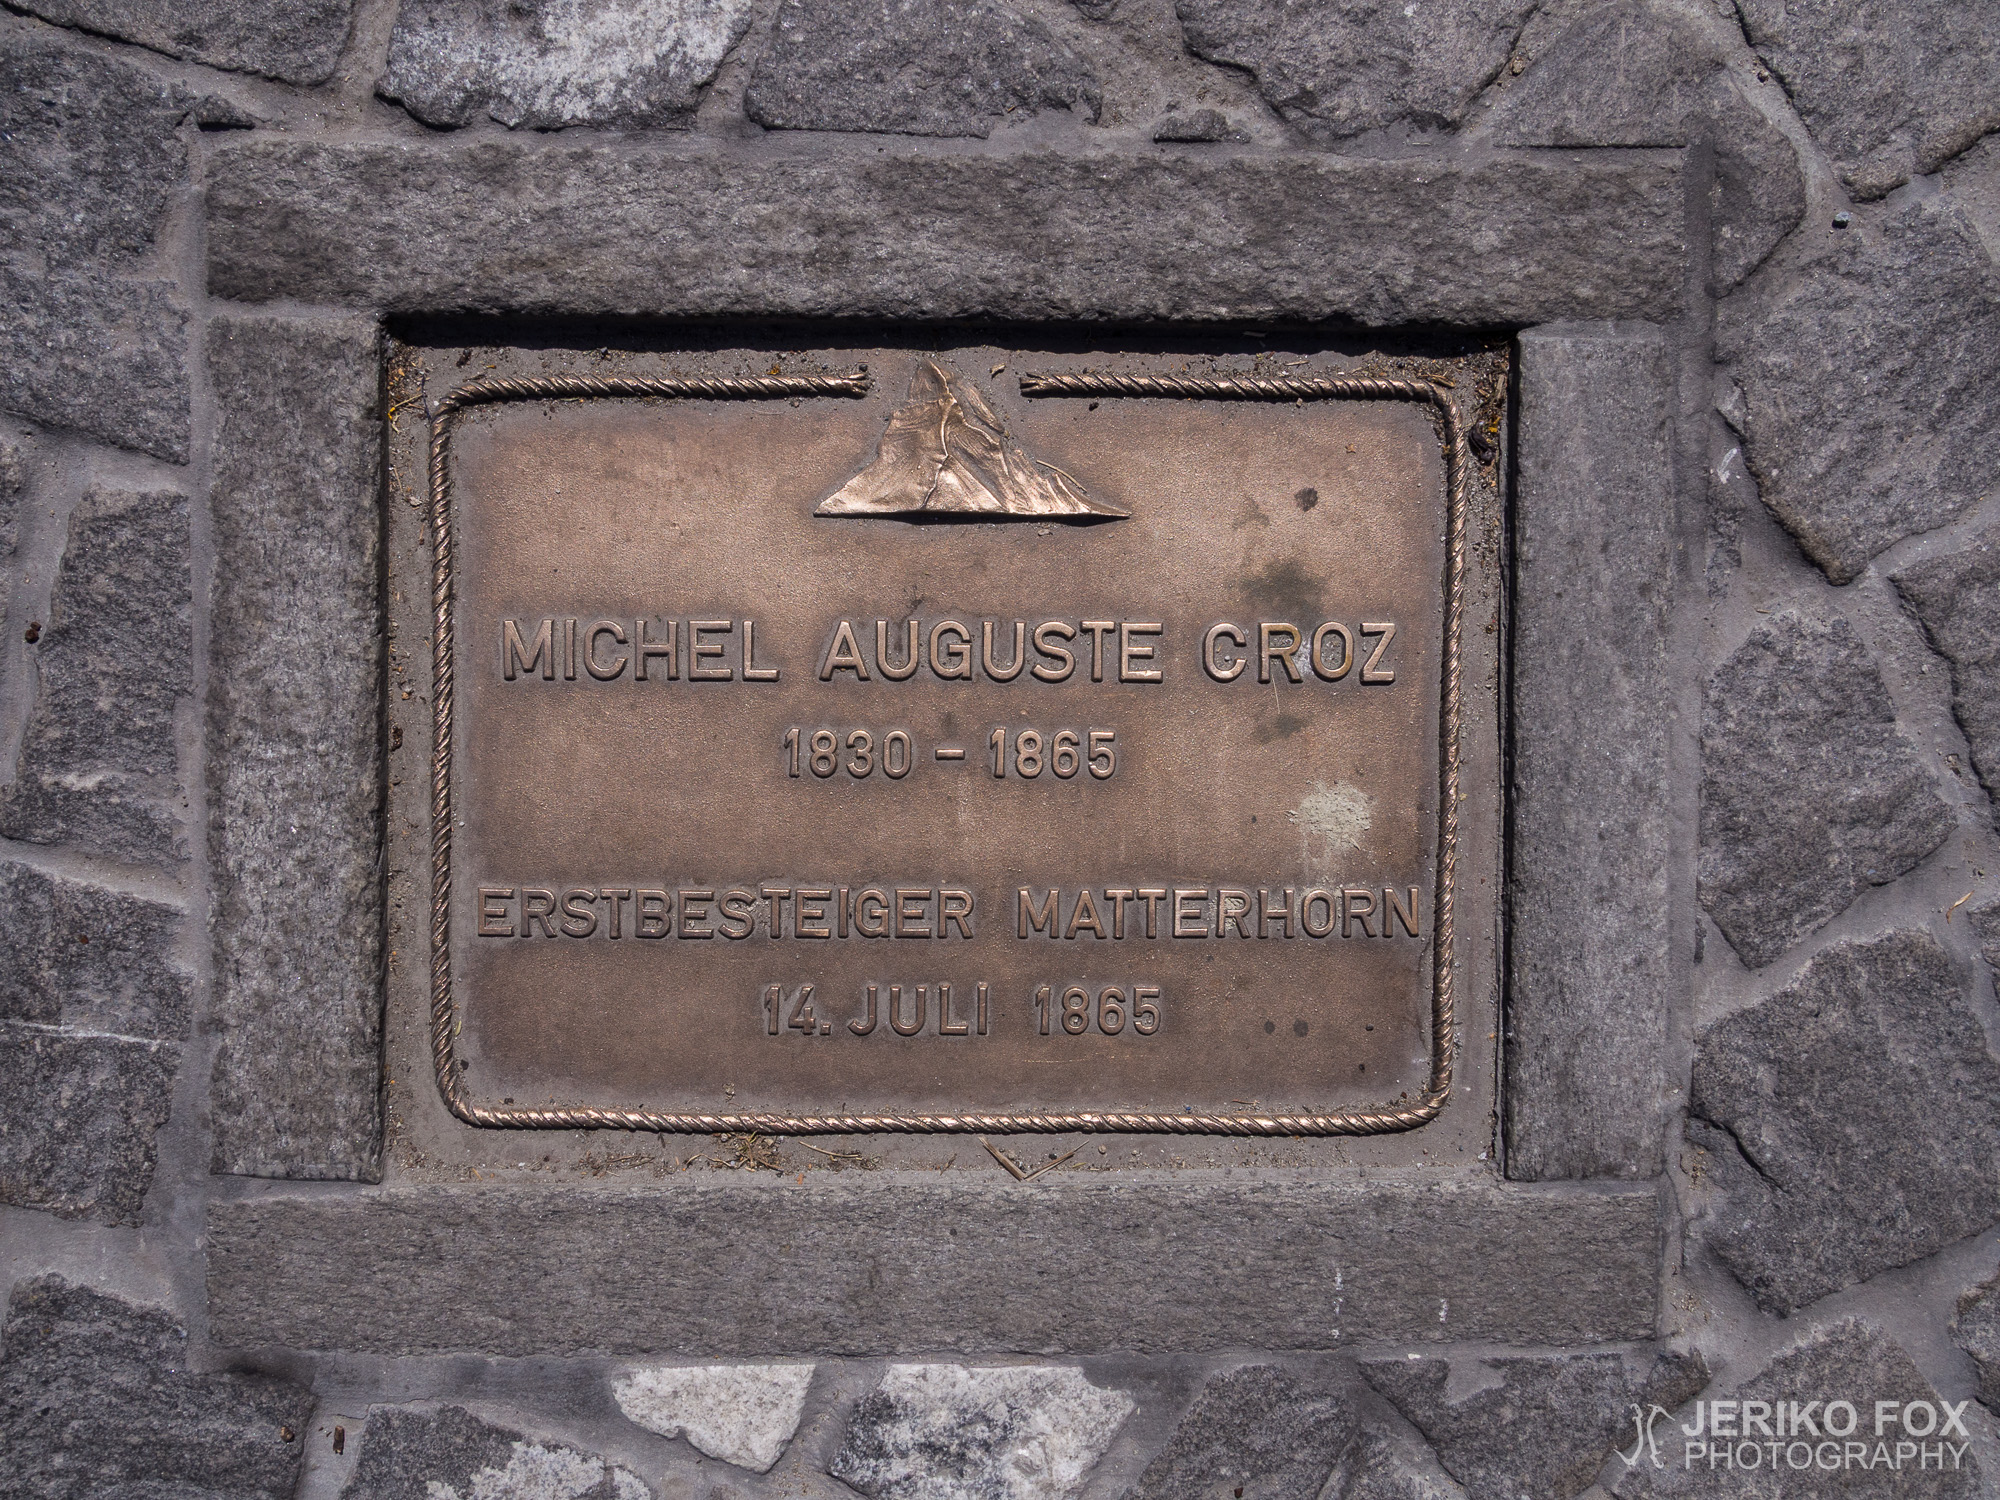 MICHEL AUGUSTE CROZ
1830 - 1865
ERSTBESTEIGER MATTERHORN
14. JULI 1865
JERIKO FOX
PHOTOGRAPHY